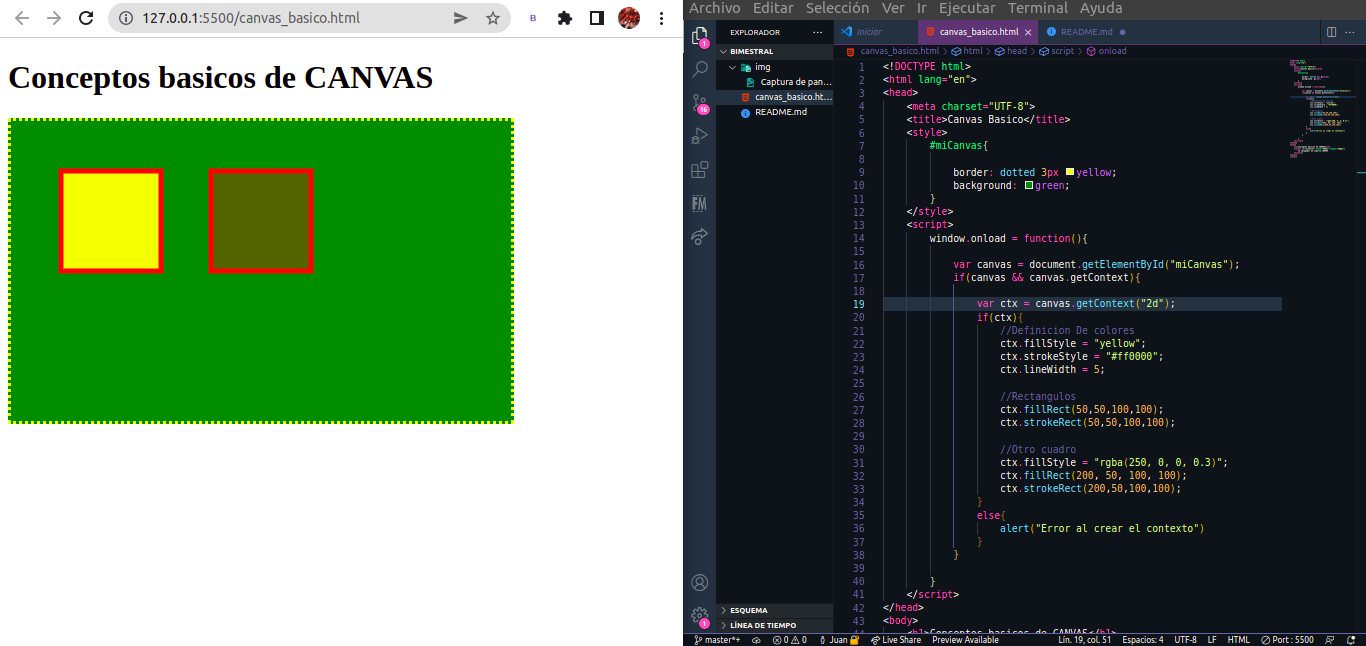 127.0.0.1:5500/canvas_basico.html
B
Conceptos basicos de CANVAS
Archivo Editar Selección Ver Ir Ejecutar Terminal Ayuda
EXPLORADOR ···
BIMESTRAL
img
Captura de pan...
canvas_basico.ht...
README.md
ESQUEMA
LÍNEA DE TIEMPO
1
16
FM
1
Iniciar
canvas_basico.html ×
README.md
canvas_basico.html > html > head > script > onload
1 <!DOCTYPE html>
2 <html lang="en">
3 <head>
4 <meta charset="UTF-8">
5 <title>Canvas Basico</title>
6 <style>
7 #miCanvas{
8
9 border: dotted 3px yellow;
10 background: green;
11 }
12 </style>
13 <script>
14 window.onload = function(){
15
16 var canvas = document.getElementById("miCanvas");
17 if(canvas && canvas.getContext){
18
19 var ctx = canvas.getContext("2d");
20 if(ctx){
21 //Definicion De colores
22 ctx.fillStyle = "yellow";
23 ctx.strokeStyle = "#ff0000";
24 ctx.lineWidth = 5;
25
26 //Rectangulos
27 ctx.fillRect(50,50,100,100);
28 ctx.strokeRect(50,50,100,100);
29
30 //Otro cuadro
31 ctx.fillStyle = "rgba(250, 0, 0, 0.3)";
32 ctx.fillRect(200, 50, 100, 100);
33 ctx.strokeRect(200,50,100,100);
34 }
35 else{
36 alert("Error al crear el contexto")
37 }
38 }
39
40 }
41 </script>
42 </head>
43 <body>
44 <h1>Conceptos basicos de CANVAS</h1>
master*+ 0 0 Juan Live Share Preview Available Lín. 19, col. 51 Espacios: 4 UTF-8 LF HTML Port : 5500